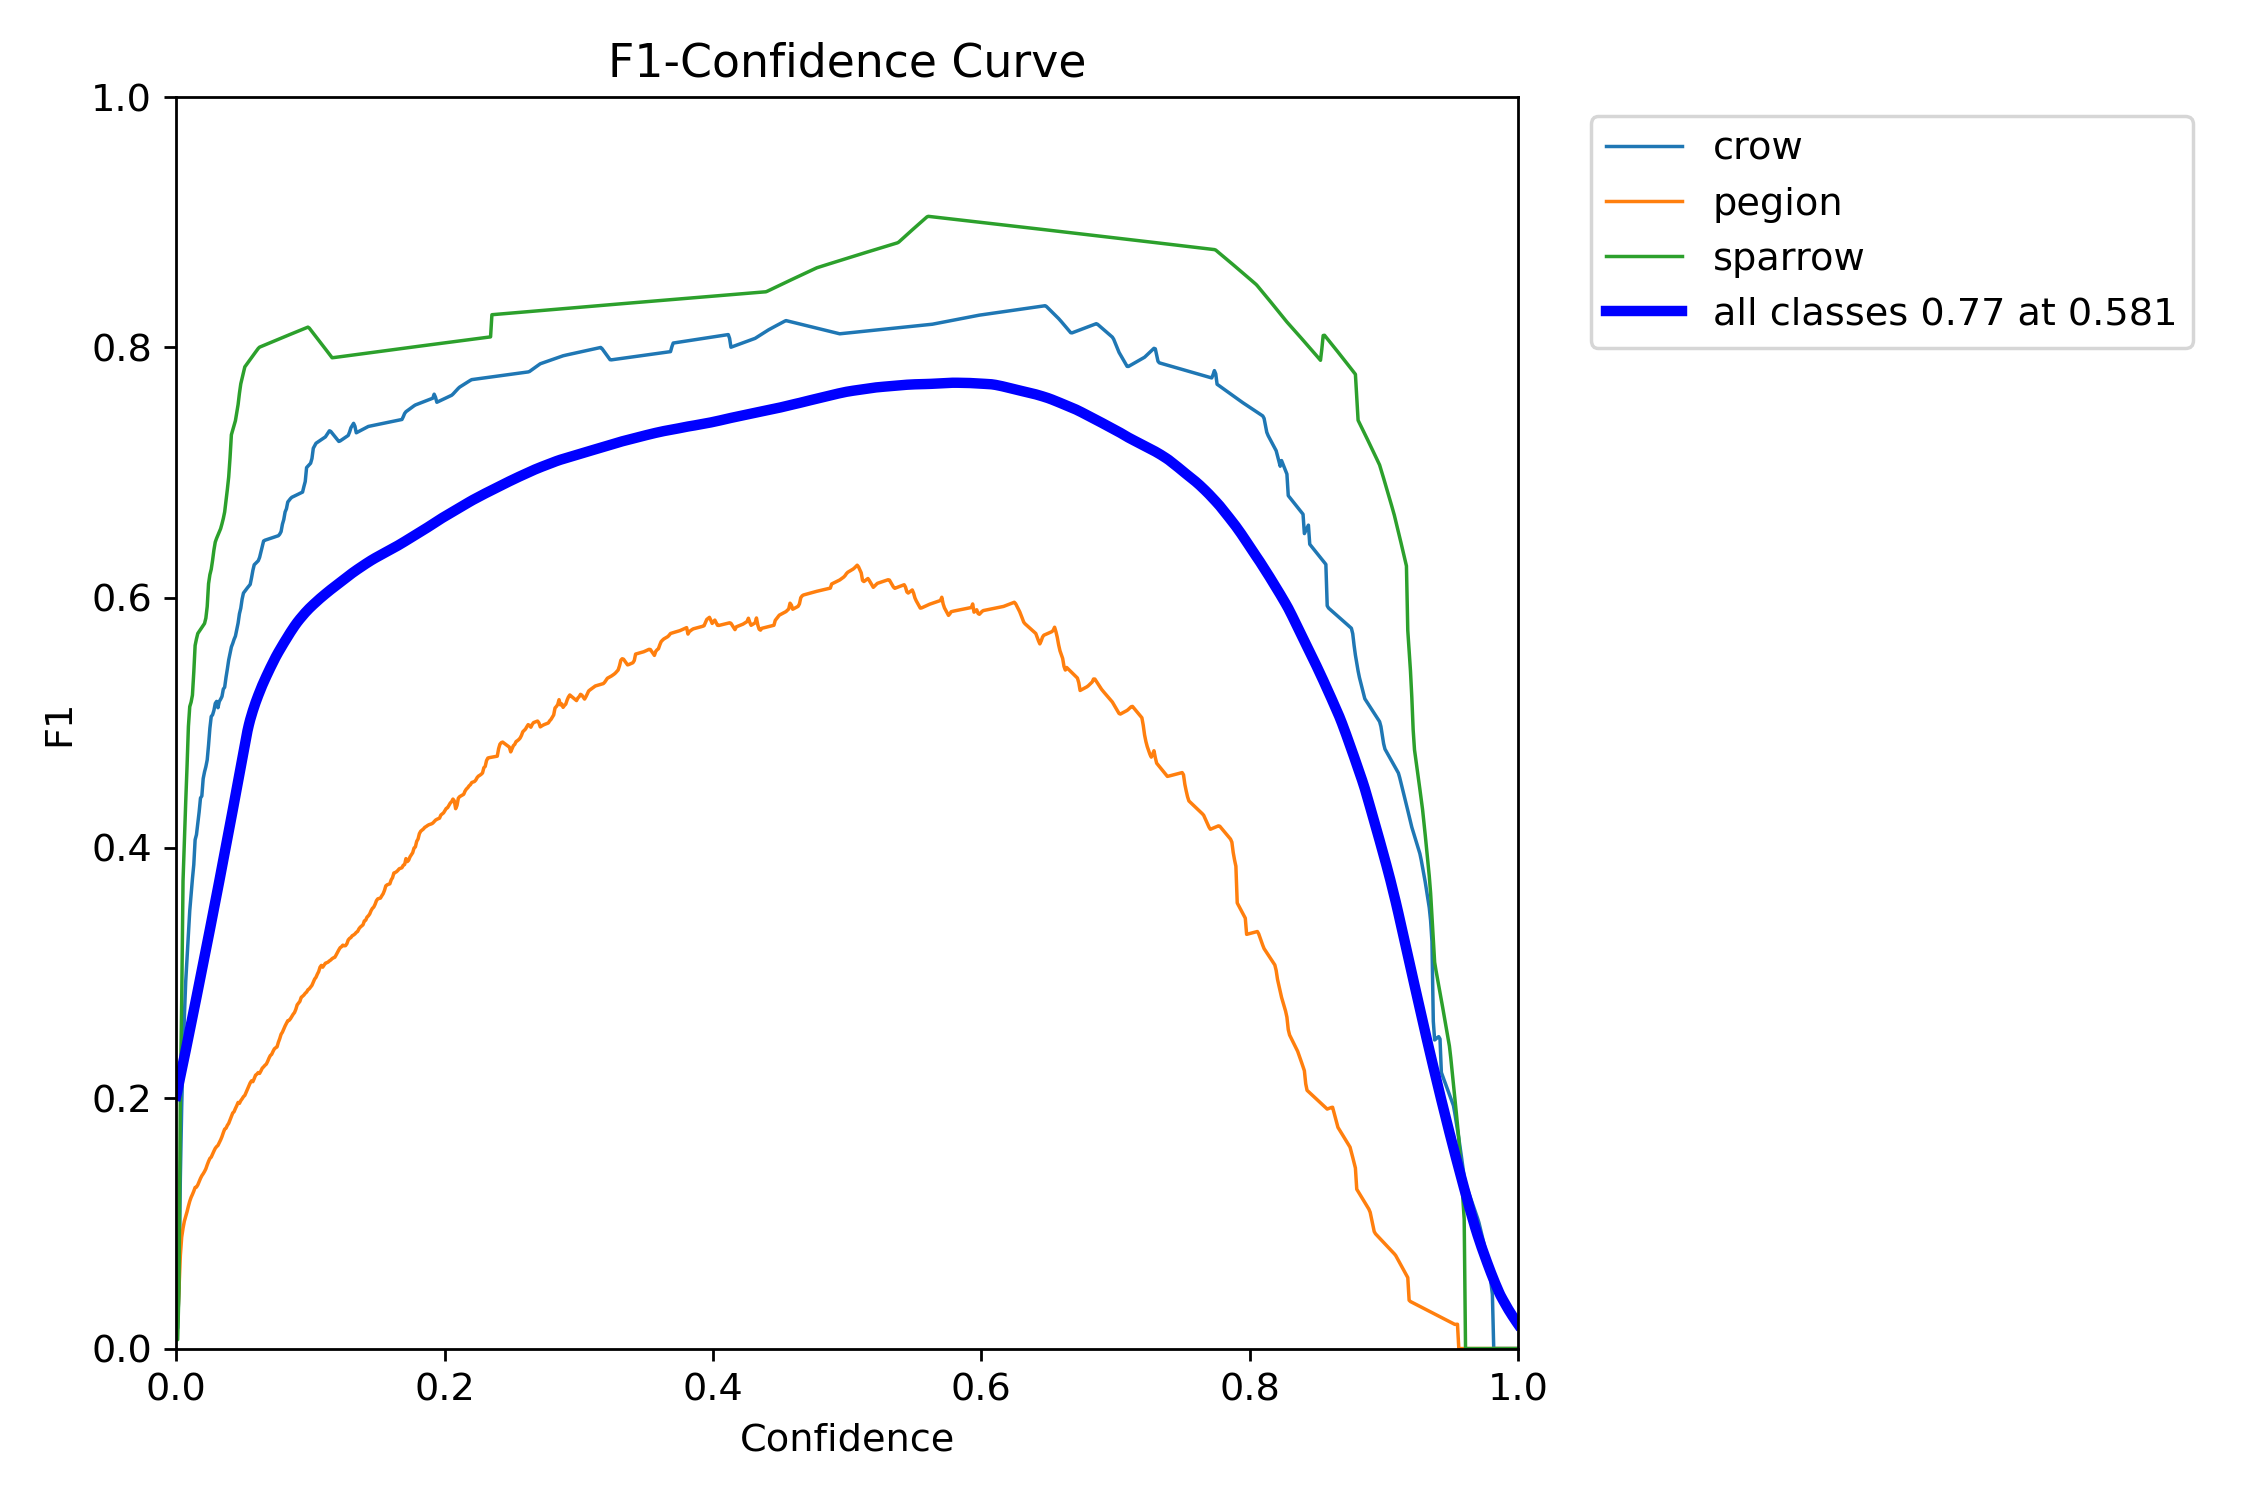 F1-Confidence Curve
1.0
0.8
0.6
0.4
0.2
0.0
F1
0.0 0.2 0.4 0.6 0.8 1.0
Confidence
crow
pegion
sparrow
all classes 0.77 at 0.581